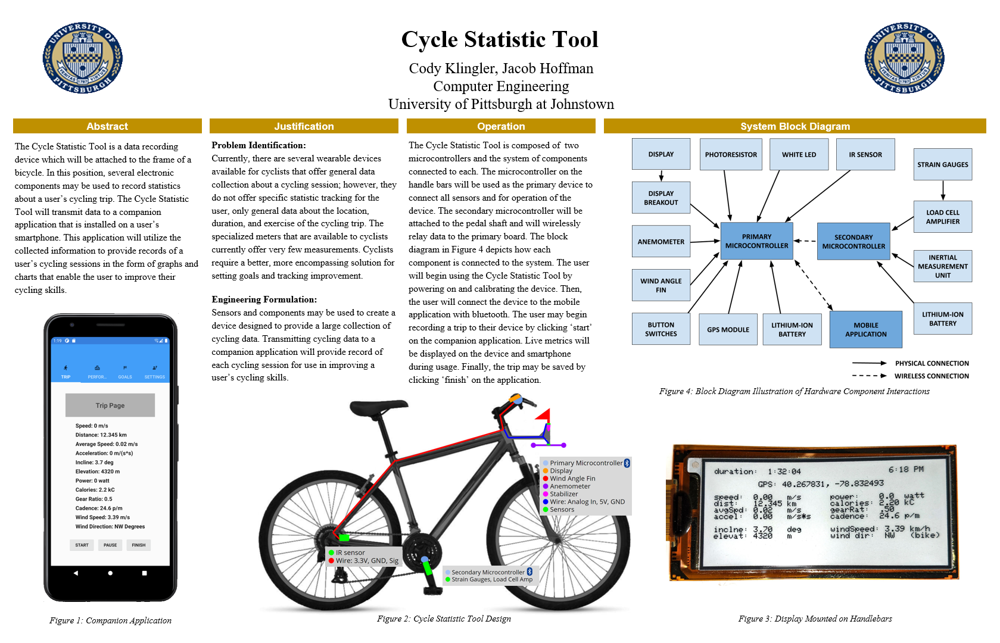 UNIVERSITY OF PITTSBURGH
VERITAS 1787 VIRTUS
Cycle Statistic Tool
Cody Klingler, Jacob Hoffman
Computer Engineering
University of Pittsburgh at Johnstown
UNIVERSITY OF PITTSBURGH
VERITAS 1787 VIRTUS
Abstract
The Cycle Statistic Tool is a data recording
device which will be attached to the frame of a
bicycle. In this position, several electronic
components may be used to record statistics
about a user’s cycling trip. The Cycle Statistic
Tool will transmit data to a companion
application that is installed on a user’s
smartphone. This application will utilize the
collected information to provide records of a
user’s cycling sessions in the form of graphs and
charts that enable the user to improve their
cycling skills.
1:19
TRIP
PERFOR...
GOALS
SETTINGS
Trip Page
Speed: 0 m/s
Distance: 12.345 km
Average Speed: 0.02 m/s
Acceleration: 0 m/(s*s)
Incline: 3.7 deg
Elevation: 4320 m
Power: 0 watt
Calories: 2.2 kC
Gear Ratio: 0.5
Cadence: 24.6 p/m
Wind Speed: 3.39 m/s
Wind Direction: NW Degrees
START
PAUSE
FINISH
Figure 1: Companion Application
Justification
Problem Identification:
Currently, there are several wearable devices
available for cyclists that offer general data
collection about a cycling session; however, they
do not offer specific statistic tracking for the
user, only general data about the location,
duration, and exercise of the cycling trip. The
specialized meters that are available to cyclists
currently offer very few measurements. Cyclists
require a better, more encompassing solution for
setting goals and tracking improvement.
Engineering Formulation:
Sensors and components may be used to create a
device designed to provide a large collection of
cycling data. Transmitting cycling data to a
companion application will provide record of
each cycling session for use in improving a
user’s cycling skills.
Operation
The Cycle Statistic Tool is composed of two
microcontrollers and the system of components
connected to each. The microcontroller on the
handle bars will be used as the primary device to
connect all sensors and for operation of the
device. The secondary microcontroller will be
attached to the pedal shaft and will wirelessly
relay data to the primary board. The block
diagram in Figure 4 depicts how each
component is connected to the system. The user
will begin using the Cycle Statistic Tool by
powering on and calibrating the device. Then,
the user will connect the device to the mobile
application with bluetooth. The user may begin
recording a trip to their device by clicking ‘start’
on the companion application. Live metrics will
be displayed on the device and smartphone
during usage. Finally, the trip may be saved by
clicking ‘finish’ on the application.
Primary Microcontroller
Display
Wind Angle Fin
Anemometer
Stabilizer
Wire: Analog In, 5V, GND
Sensors
IR sensor
Wire: 3.3V, GND, Sig
Secondary Microcontroller
Strain Gauges, Load Cell Amp
Figure 2: Cycle Statistic Tool Design
System Block Diagram
DISPLAY
PHOTORESISTOR
WHITE LED
IR SENSOR
STRAIN GAUGES
DISPLAY
BREAKOUT
LOAD CELL
AMPLIFIER
ANEMOMETER
PRIMARY
MICROCONTROLLER
SECONDARY
MICROCONTROLLER
INERTIAL
MEASUREMENT
UNIT
WIND ANGLE
FIN
BUTTON
SWITCHES
GPS MODULE
LITHIUM-ION
BATTERY
MOBILE
APPLICATION
LITHIUM-ION
BATTERY
PHYSICAL CONNECTION
WIRELESS CONNECTION
Figure 4: Block Diagram Illustration of Hardware Component Interactions
duration: 1:32:04 6:18 PM
GPS: 40.267831, -78.832493
speed: 0.00 m/s power: 0.0 watt
dist: 12.345 km calories: 2.20 kC
avgSpd: 0.02 m/s gearRat: .50
accel: 0.00 m/s*s cadence: 24.6 p/m
inclne: 3.70 deg windSpeed: 3.39 km/h
elevat: 4320 m wind dir: NW (bike)
Figure 3: Display Mounted on Handlebars